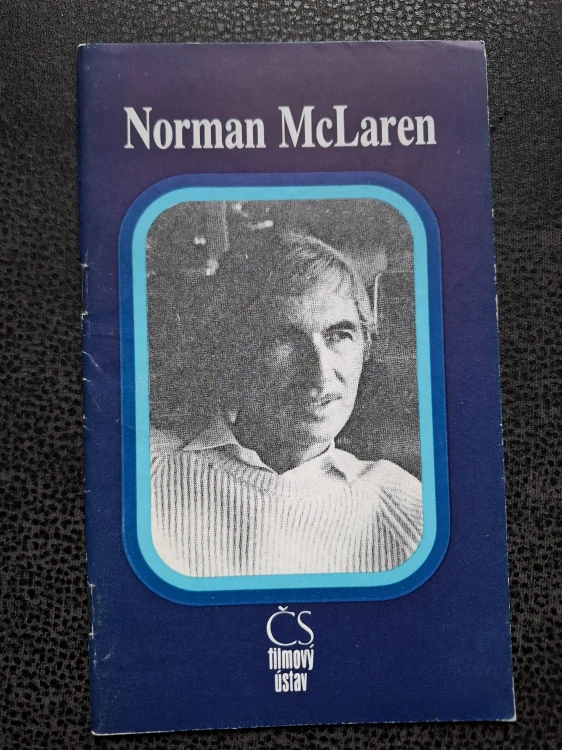 Norman McLaren
ČS
filmový
ústav